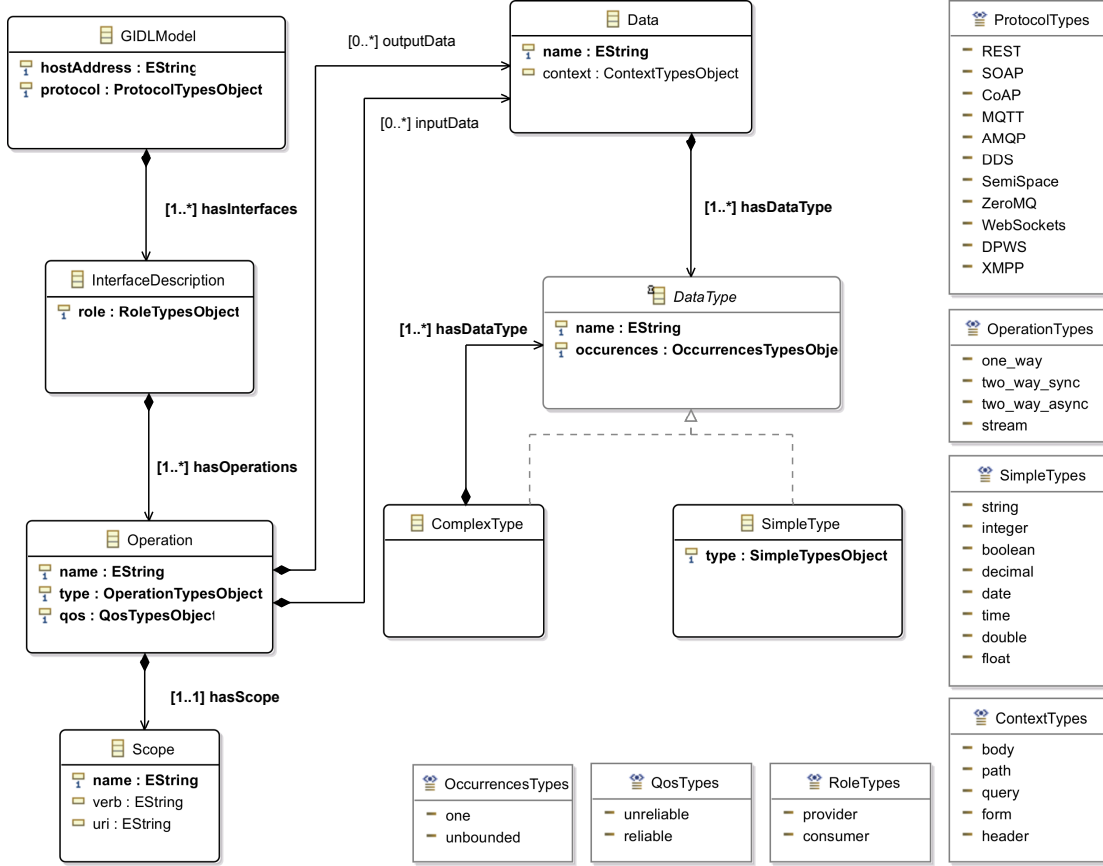 GIDLModel
hostAddress : EString
protocol : ProtocolTypesObject
[1..*] hasInterfaces
InterfaceDescription
role : RoleTypesObject
[1..*] hasOperations
Operation
name : EString
type : OperationTypesObject
qos : QosTypesObject
[1..1] hasScope
Scope
name : EString
verb : EString
uri : EString
[0..*] outputData
[0..*] inputData
Data
name : EString
context : ContextTypesObject
[1..*] hasDataType
DataType
name : EString
occurences : OccurrencesTypesObje
[1..*] hasDataType
ComplexType
SimpleType
type : SimpleTypesObject
OccurrencesTypes
one
unbounded
QosTypes
unreliable
reliable
RoleTypes
provider
consumer
ProtocolTypes
REST
SOAP
CoAP
MQTT
AMQP
DDS
SemiSpace
ZeroMQ
WebSockets
DPWS
XMPP
OperationTypes
one_way
two_way_sync
two_way_async
stream
SimpleTypes
string
integer
boolean
decimal
date
time
double
float
ContextTypes
body
path
query
form
header